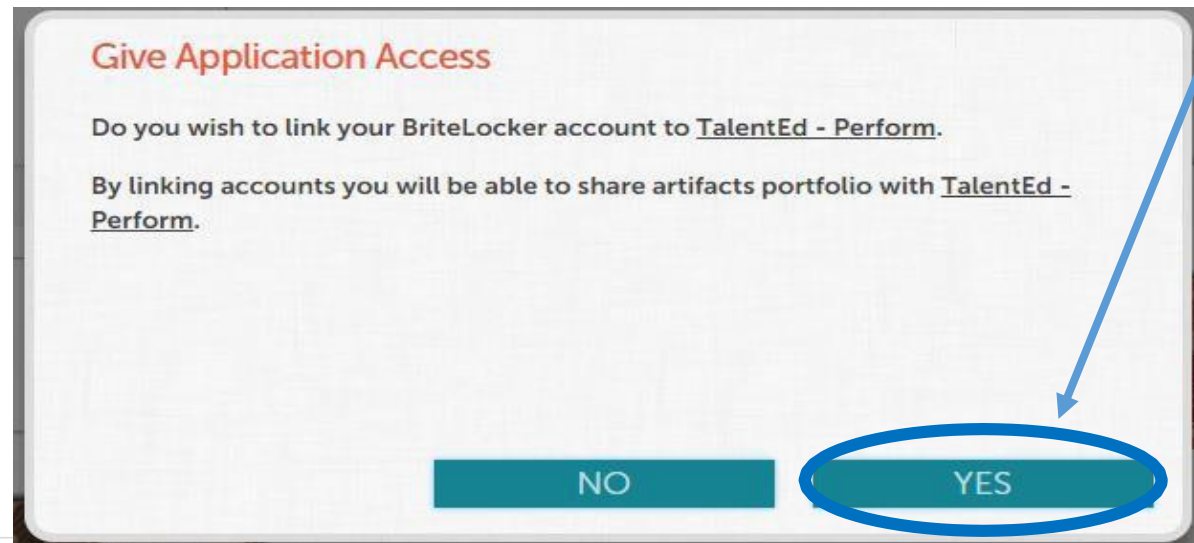 Give Application Access
Do you wish to link your BriteLocker account to TalentEd - Perform.
By linking accounts you will be able to share artifacts portfolio with TalentEd -
Perform.
NO
YES